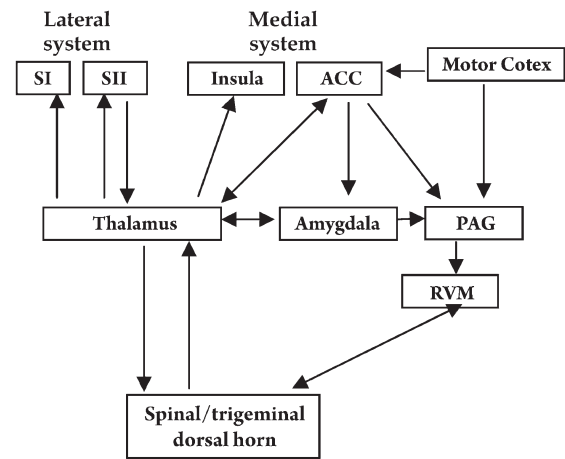 Lateral
system
Medial
system
SI
SII
Insula
ACC
Motor Cotex
Thalamus
Amygdala
PAG
RVM
Spinal/trigeminal
dorsal horn